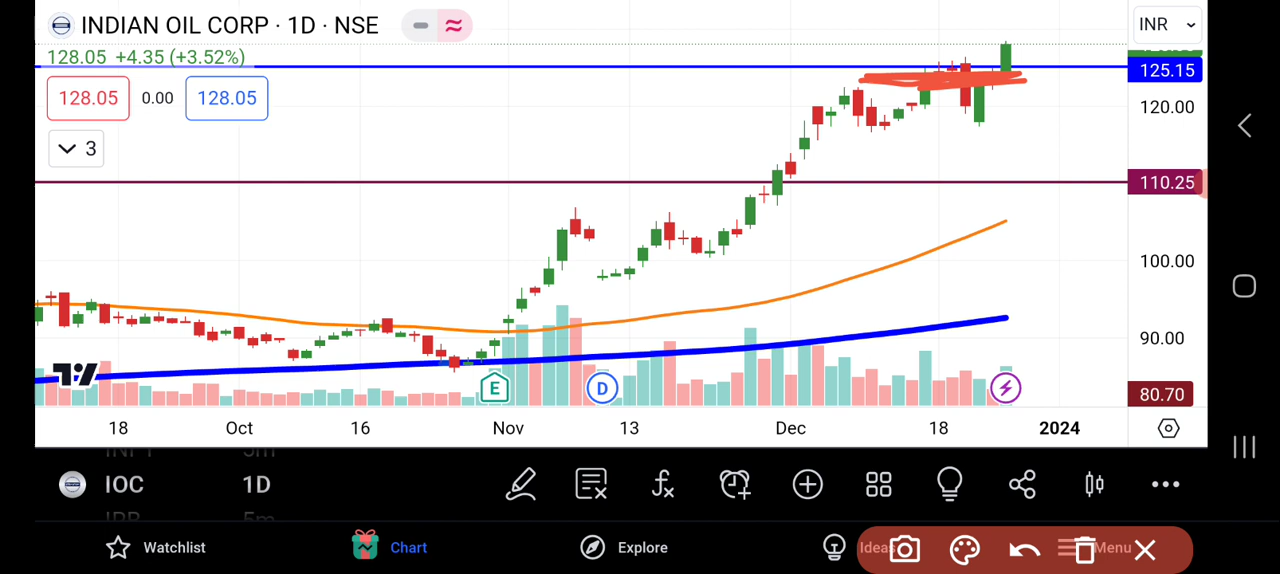 INDIAN OIL CORP · 1D · NSE
INR
128.05 +4.35 (+3.52%)
125.15
128.05 0.00 128.05
120.00
3
110.25
100.00
90.00
E D
80.70
18 Oct 16 Nov 13 Dec 18 2024
IOC 1D
Watchlist Chart Explore Ideas Menu